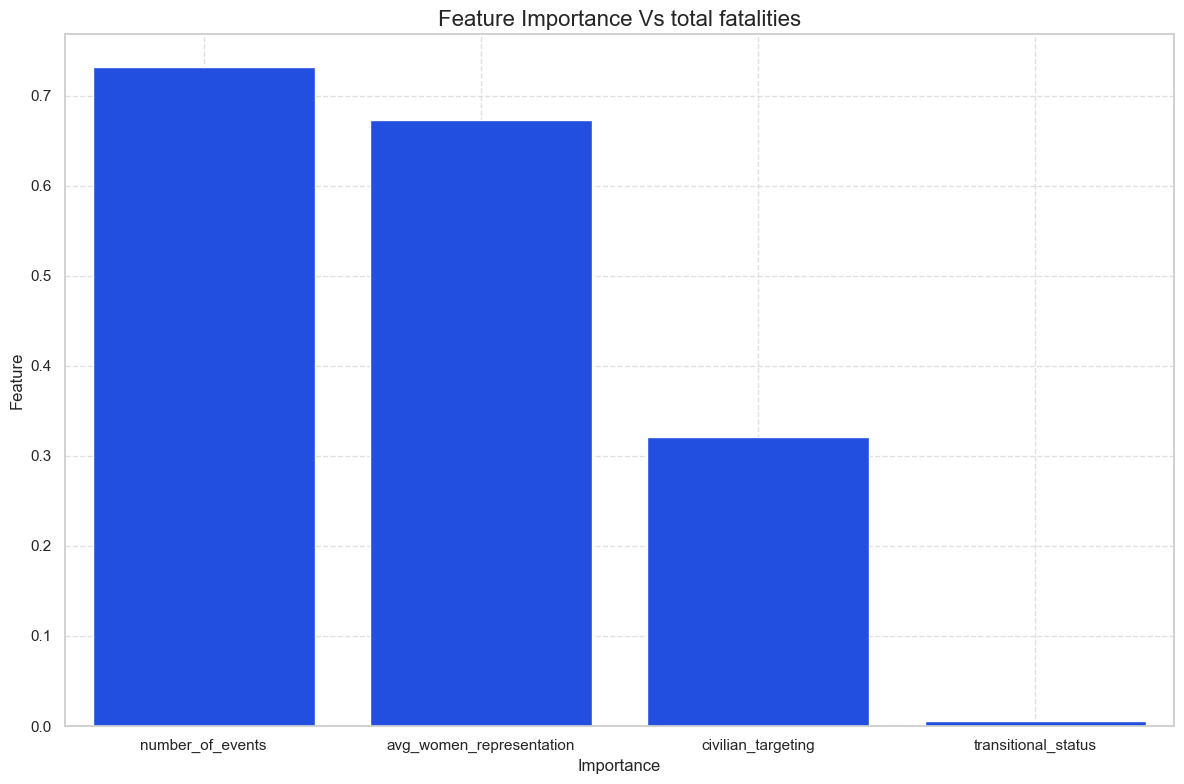 Feature Importance Vs total fatalities
Feature
0.7
0.6
0.5
0.4
0.3
0.2
0.1
0.0
number_of_events avg_women_representation civilian_targeting transitional_status
Importance